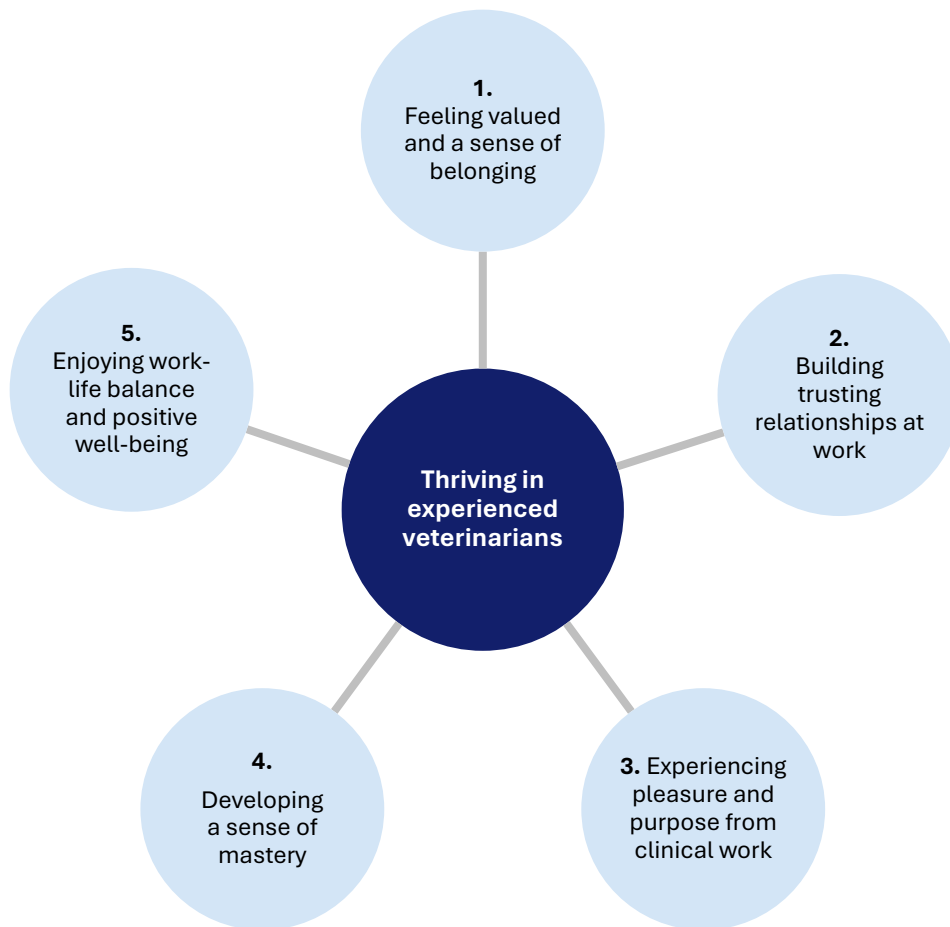 1.
Feeling valued
and a sense of
belonging
2.
Building
trusting
relationships at
work
3. Experiencing
pleasure and
purpose from
clinical work
4.
Developing
a sense of
mastery
5.
Enjoying work-
life balance
and positive
well-being
Thriving in
experienced
veterinarians